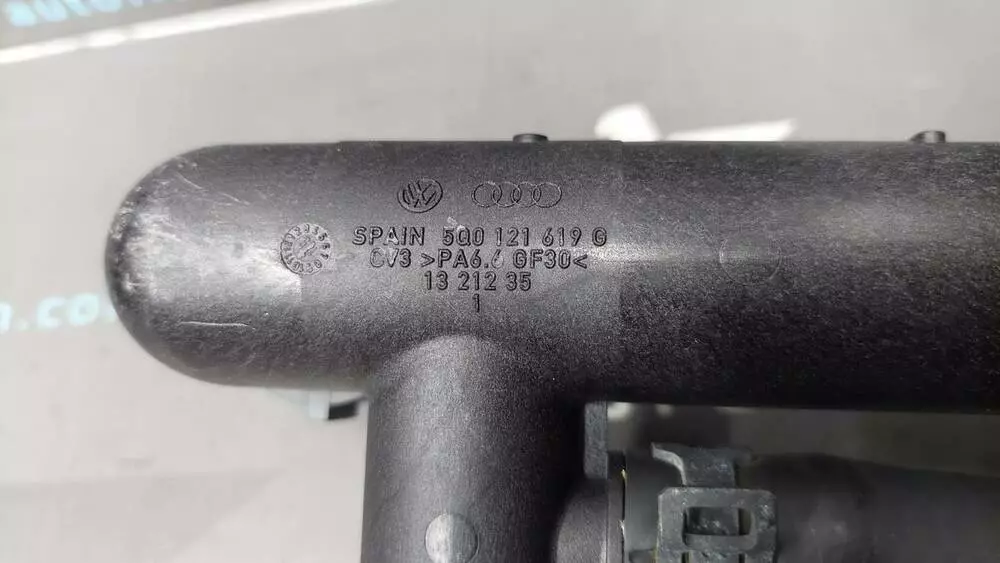 SPAIN 5Q0 121 619 G
CV3 >PA6.6 GF30<
13 212 35
1